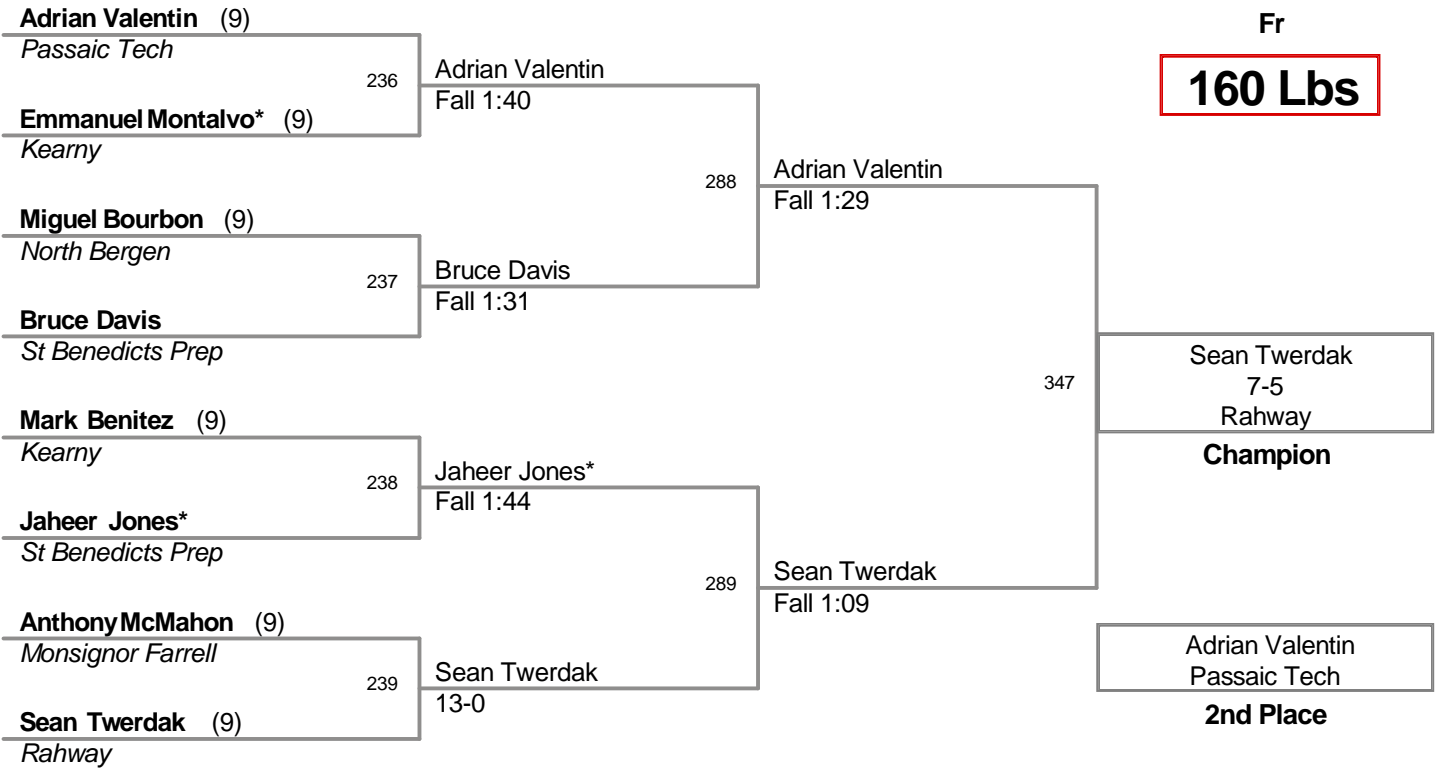 Adrian Valentin (9)
Passaic Tech
236
Emmanuel Montalvo* (9)
Kearny
Miguel Bourbon (9)
North Bergen
237
Bruce Davis
St Benedicts Prep
Mark Benitez (9)
Kearny
238
Jaheer Jones*
St Benedicts Prep
Anthony McMahon (9)
Monsignor Farrell
239
Sean Twerdak (9)
Rahway
Adrian Valentin
Fall 1:40
288
Bruce Davis
Fall 1:31
Jaheer Jones*
Fall 1:44
289
Sean Twerdak
13-0
Adrian Valentin
Fall 1:29
347
Sean Twerdak
Fall 1:09
Fr
160 Lbs
Sean Twerdak
7-5
Rahway
Champion
Adrian Valentin
Passaic Tech
2nd Place